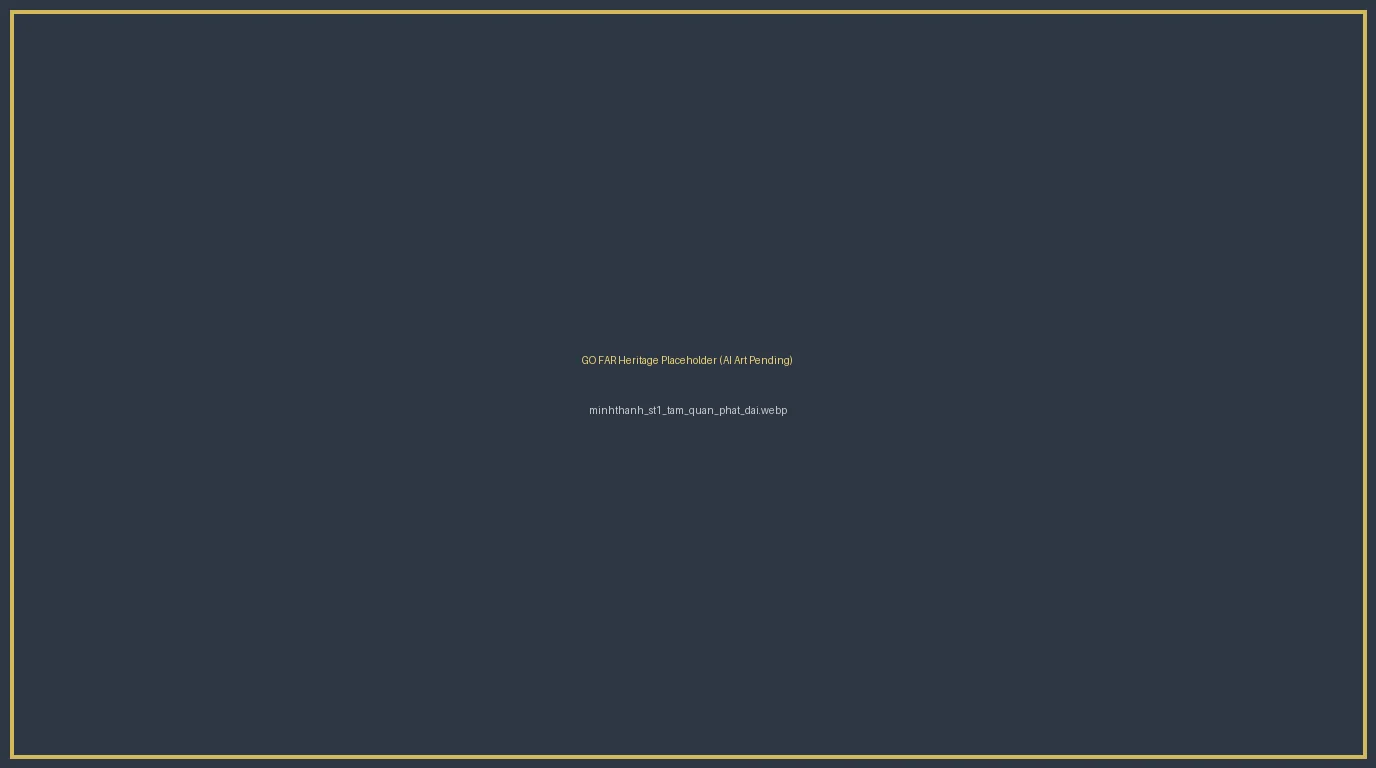 GO FAR Heritage Placeholder (AI Art Pending)
minhthanh_st1_tam_quan_phat_dai.webp